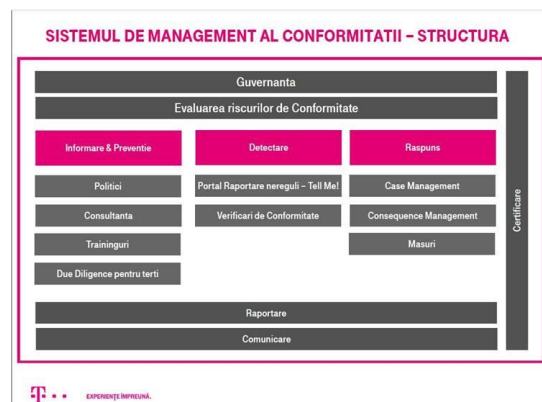 SISTEMUL DE MANAGEMENT AL CONFORMITATII – STRUCTURA
Guvernanta
Evaluarea riscurilor de Conformitate
Informare & Preventie
Detectare
Raspuns
Politici
Portal Raportare nereguli – Tell Me!
Case Management
Consultanta
Verificari de Conformitate
Consequence Management
Traininguri
Masuri
Due Diligence pentru terti
Raportare
Comunicare
Certificare
T
EXPERIENȚE ÎMPREUNĂ.